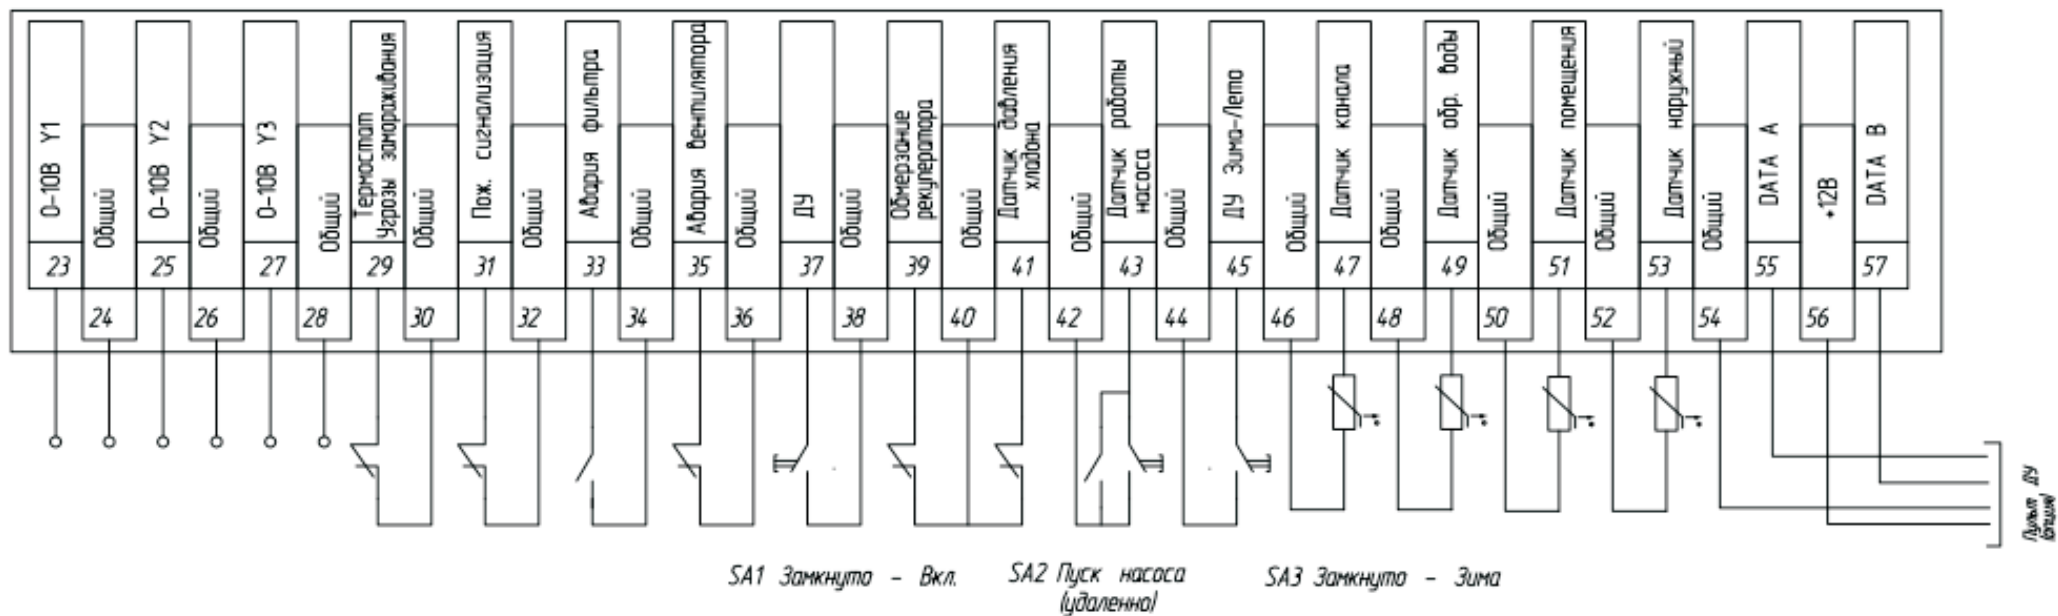 0-10В Y1
Общий
0-10В Y2
Общий
0-10В Y3
Общий
Термостат
Угрозы замораживания
Общий
Пож. сигнализация
Общий
Авария фильтра
Общий
Авария вентилятора
Общий
ДУ
Общий
Обмерзание
рекуператора
Общий
Датчик давления
хладона
Общий
Датчик работы
насоса
Общий
ДУ Зима-Лето
Общий
Датчик канала
Общий
Датчик обр. воды
Общий
Датчик помещения
Общий
Датчик наружный
Общий
DATA A
+12В
DATA B
23 25 27 29 31 33 35 37 39 41 43 45 47 49 51 53 55 57
24 26 28 30 32 34 36 38 40 42 44 46 48 50 52 54 56
Пульт ДУ
(опция)
SA1 Замкнуто - Вкл.
SA2 Пуск насоса
(удаленно)
SA3 Замкнуто - Зима